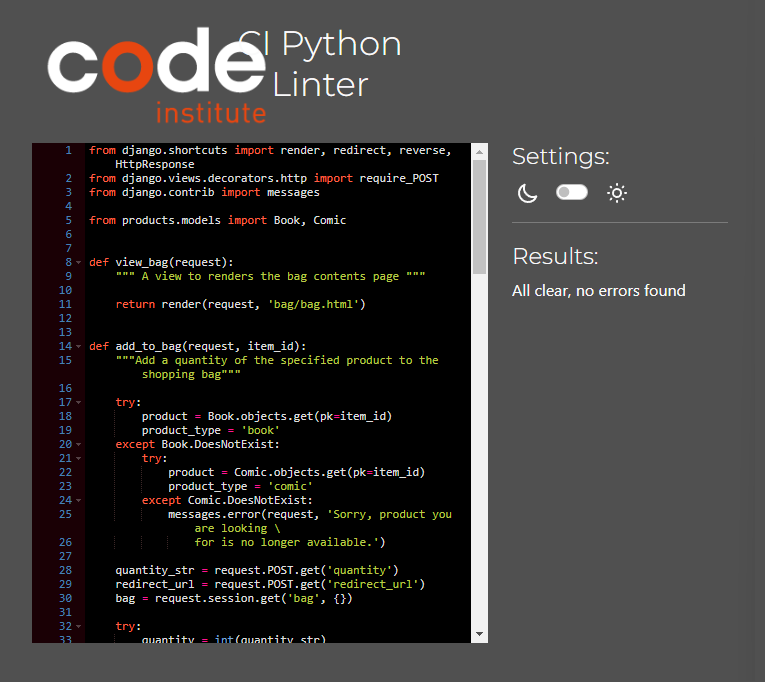 code
institute
CI Python
Linter
1 from django.shortcuts import render, redirect, reverse,
HttpResponse
2 from django.views.decorators.http import require_POST
3 from django.contrib import messages
4
5 from products.models import Book, Comic
6
7
8 def view_bag(request):
9 """ A view to renders the bag contents page """
10
11 return render(request, 'bag/bag.html')
12
13
14 def add_to_bag(request, item_id):
15 """Add a quantity of the specified product to the
shopping bag"""
16
17 try:
18 product = Book.objects.get(pk=item_id)
19 product_type = 'book'
20 except Book.DoesNotExist:
21 try:
22 product = Comic.objects.get(pk=item_id)
23 product_type = 'comic'
24 except Comic.DoesNotExist:
25 messages.error(request, 'Sorry, product you
are looking \
26 for is no longer available.')
27
28 quantity_str = request.POST.get('quantity')
29 redirect_url = request.POST.get('redirect_url')
30 bag = request.session.get('bag', {})
31
32 try:
33 quantity = int(quantity_str)
Settings:
Results:
All clear, no errors found